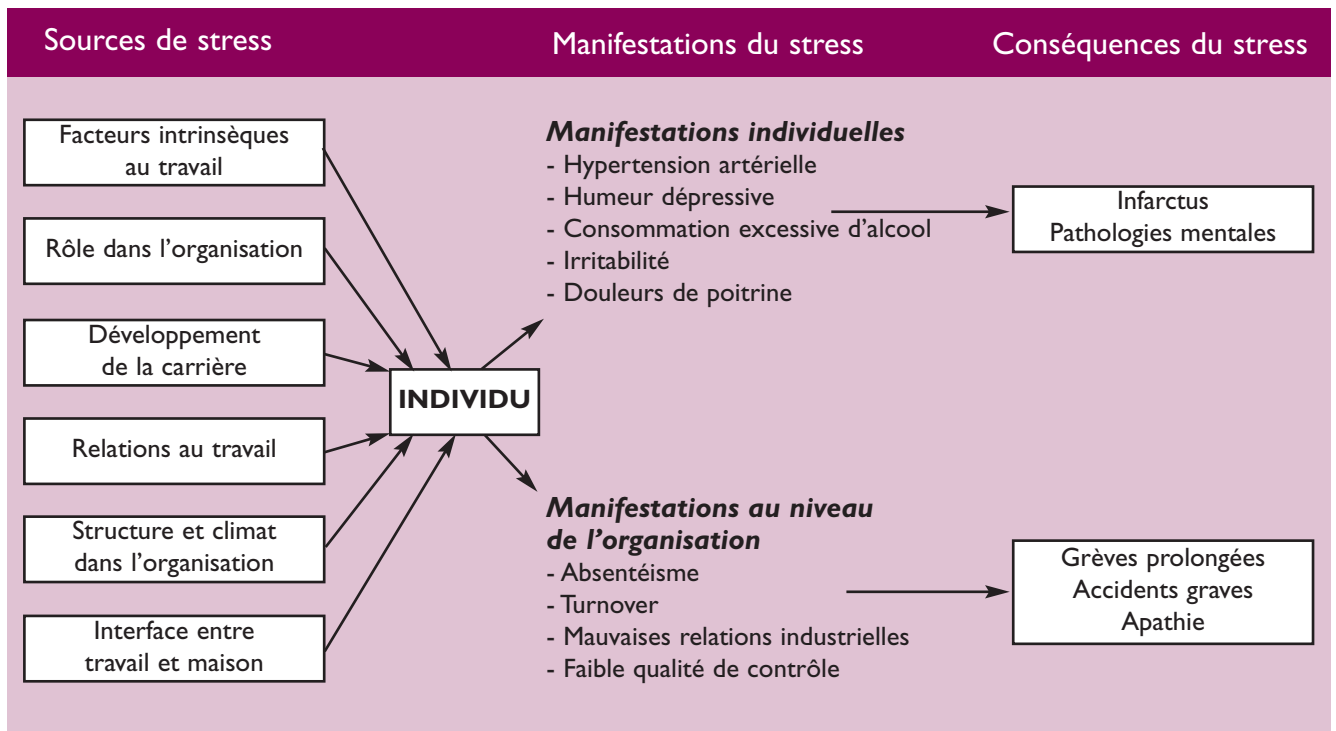 Sources de stress
Manifestations du stress
Conséquences du stress
Facteurs intrinsèques
au travail
Rôle dans l’organisation
Développement
de la carrière
Relations au travail
Structure et climat
dans l’organisation
Interface entre
travail et maison
INDIVIDU
Manifestations individuelles
- Hypertension artérielle
- Humeur dépressive
- Consommation excessive d’alcool
- Irritabilité
- Douleurs de poitrine
Manifestations au niveau
de l’organisation
- Absentéisme
- Turnover
- Mauvaises relations industrielles
- Faible qualité de contrôle
Infarctus
Pathologies mentales
Grèves prolongées
Accidents graves
Apathie